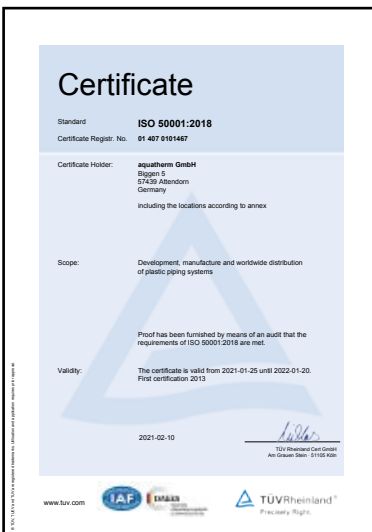 Certificate
Standard ISO 50001:2018
Certificate Registr. No. 01 407 0101467
Certificate Holder: aquatherm GmbH
Biggen 5
57439 Attendorn
Germany
including the locations according to annex
Scope: Development, manufacture and worldwide distribution
of plastic piping systems
Proof has been furnished by means of an audit that the
requirements of ISO 50001:2018 are met.
Validity: The certificate is valid from 2021-01-25 until 2022-01-20.
First certification 2013
2021-02-10
TÜV Rheinland Cert GmbH
Am Grauen Stein · 51105 Köln
www.tuv.com
IAF
DAkkS
TÜVRheinland®
Precisely Right.